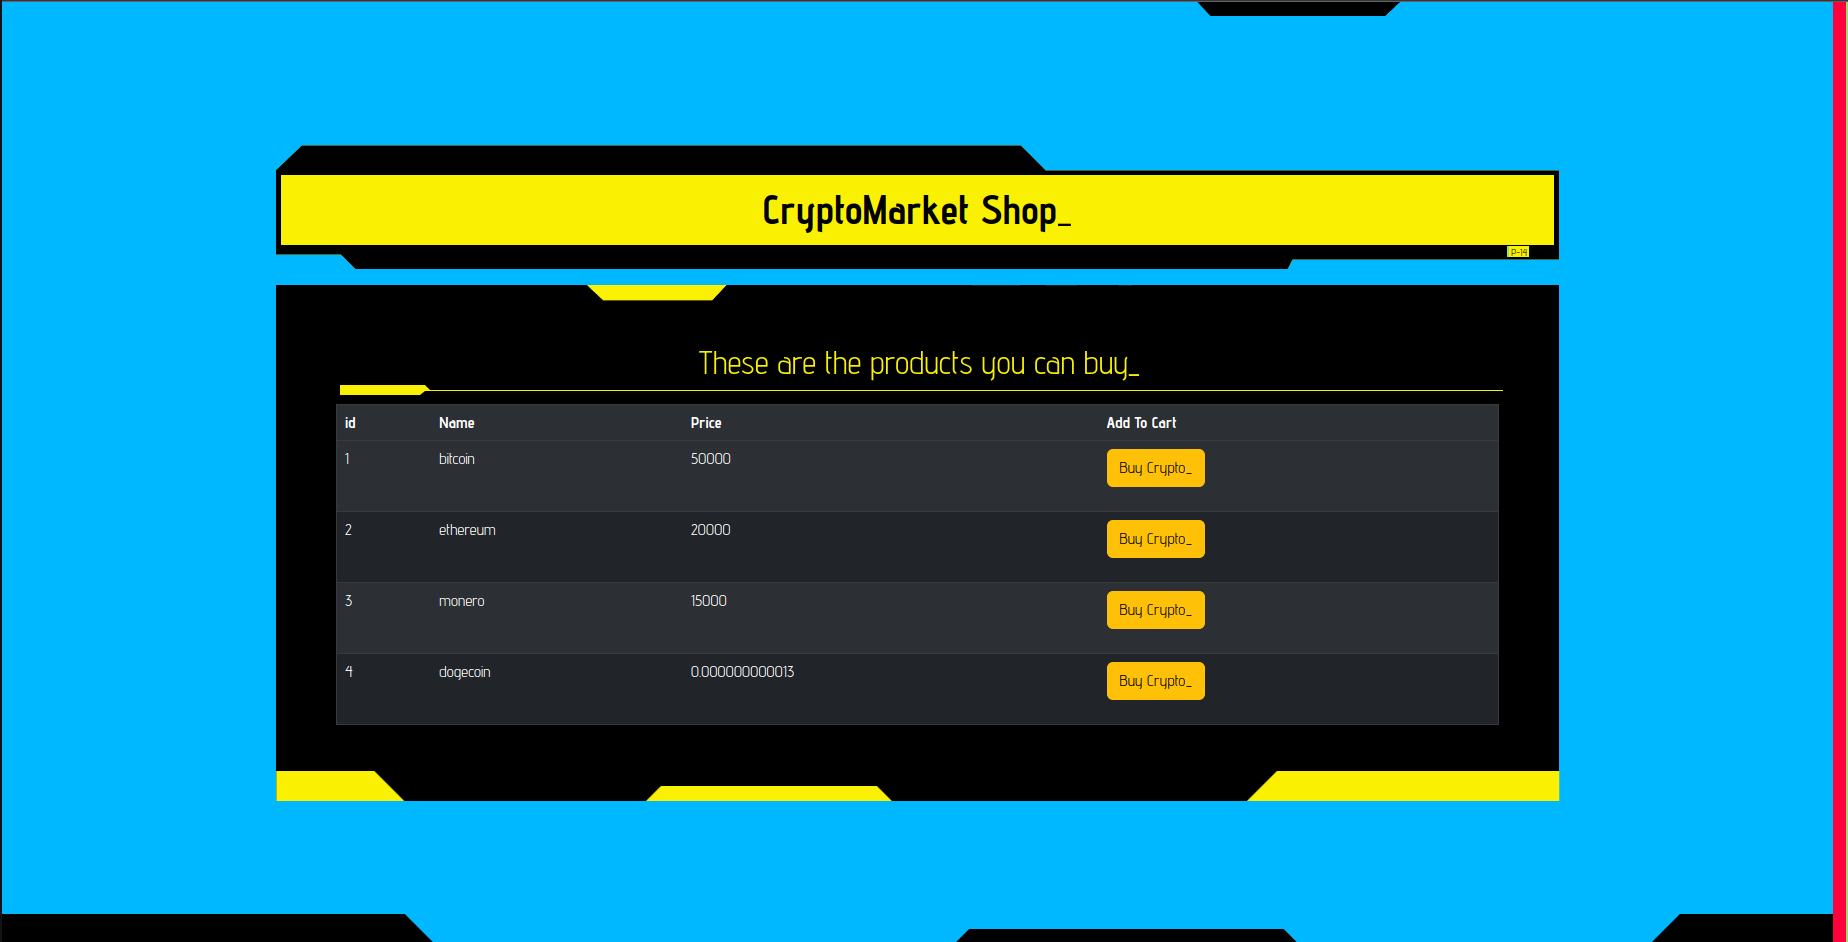 CryptoMarket Shop_
P-14
These are the products you can buy_
id Name Price Add To Cart
1 bitcoin 50000 Buy Crypto_
2 ethereum 20000 Buy Crypto_
3 monero 15000 Buy Crypto_
4 dogecoin 0.000000000013 Buy Crypto_